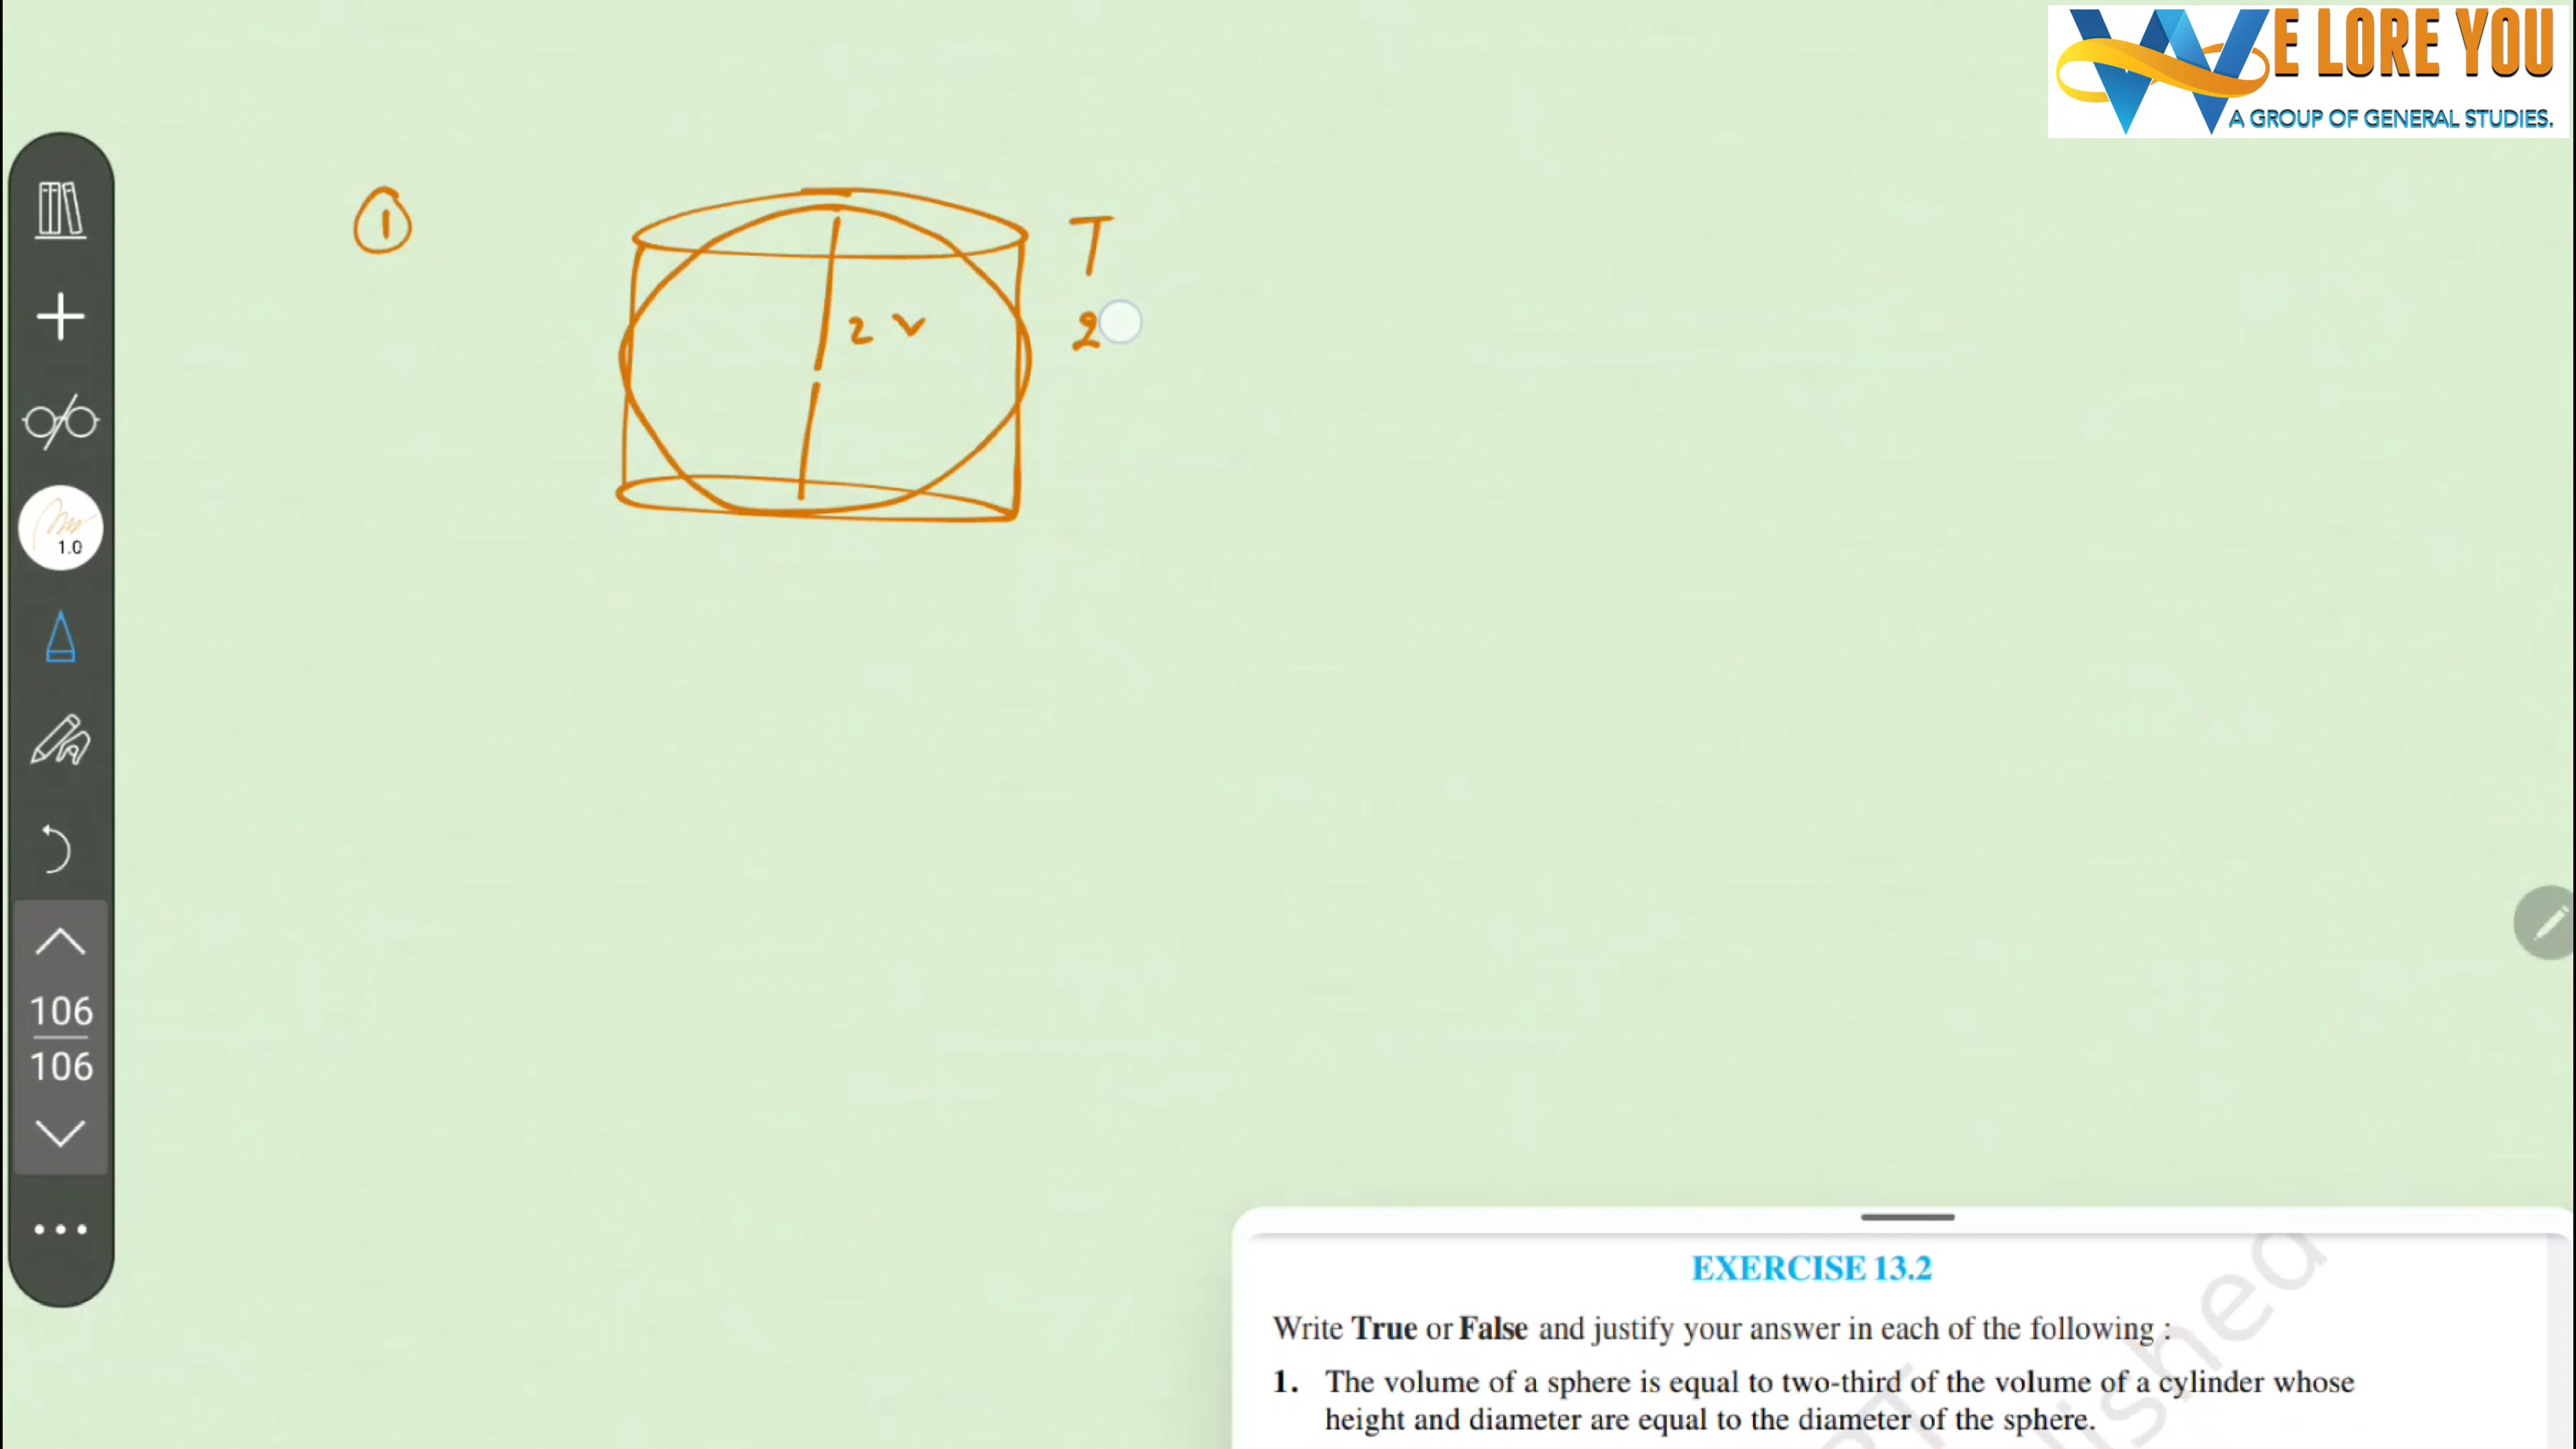 WE LORE YOU
A GROUP OF GENERAL STUDIES.
①
T
2 r
2
1.0
106
106
EXERCISE 13.2
Write True or False and justify your answer in each of the following :
1. The volume of a sphere is equal to two-third of the volume of a cylinder whose
height and diameter are equal to the diameter of the sphere.